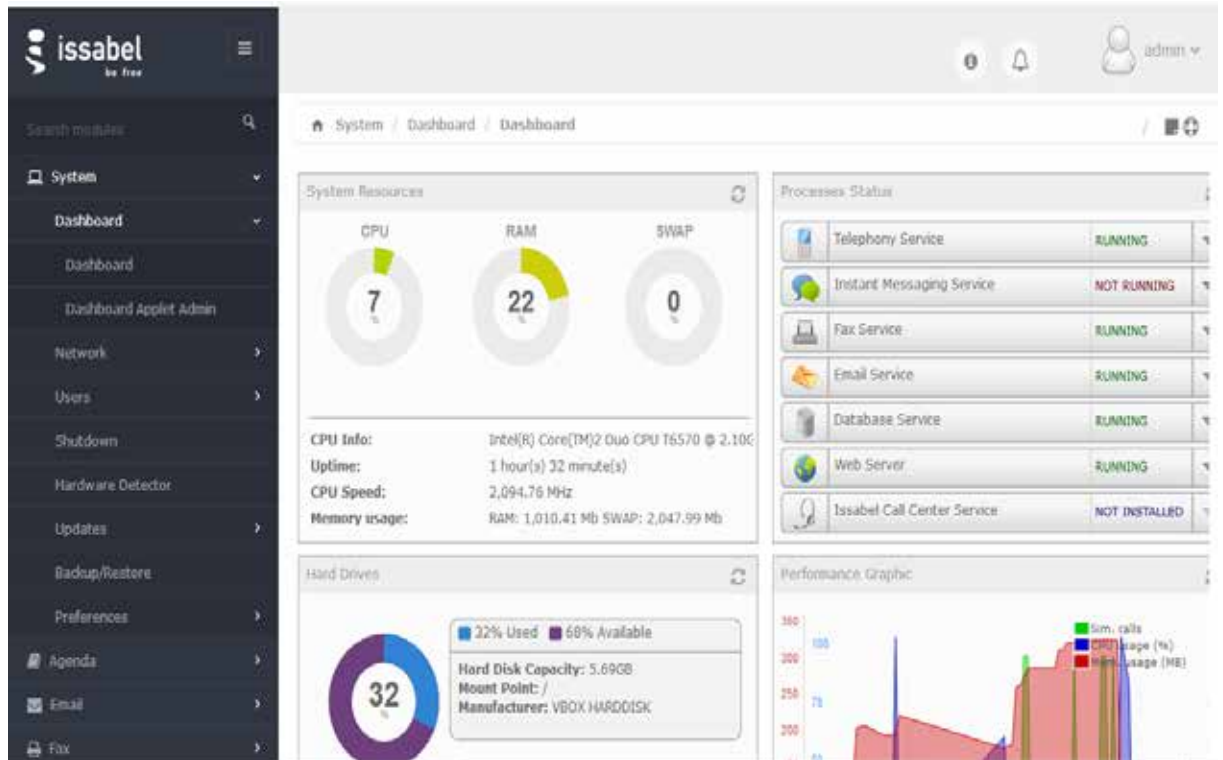 issabel
be free
admin
Search modules
System / Dashboard / Dashboard
System
Dashboard
Dashboard
Dashboard Applet Admin
Network
Users
Shutdown
Hardware Detector
Updates
Backup/Restore
Preferences
Agenda
Email
Fax
System Resources
CPU
RAM
SWAP
7
%
22
%
0
%
CPU Info: Intel(R) Core(TM)2 Duo CPU T6570 @ 2.10G
Uptime: 1 hour(s) 32 minute(s)
CPU Speed: 2,094.76 MHz
Memory usage: RAM: 1,010.41 Mb SWAP: 2,047.99 Mb
Processes Status
Telephony Service RUNNING
Instant Messaging Service NOT RUNNING
Fax Service RUNNING
Email Service RUNNING
Database Service RUNNING
Web Server RUNNING
Issabel Call Center Service NOT INSTALLED
Hard Drives
32
%
32% Used 68% Available
Hard Disk Capacity: 5.69GB
Mount Point: /
Manufacturer: VBOX HARDDISK
Performance Graphic
Sim. calls
CPU usage (%)
usage (MB)
100
300
250
75
200